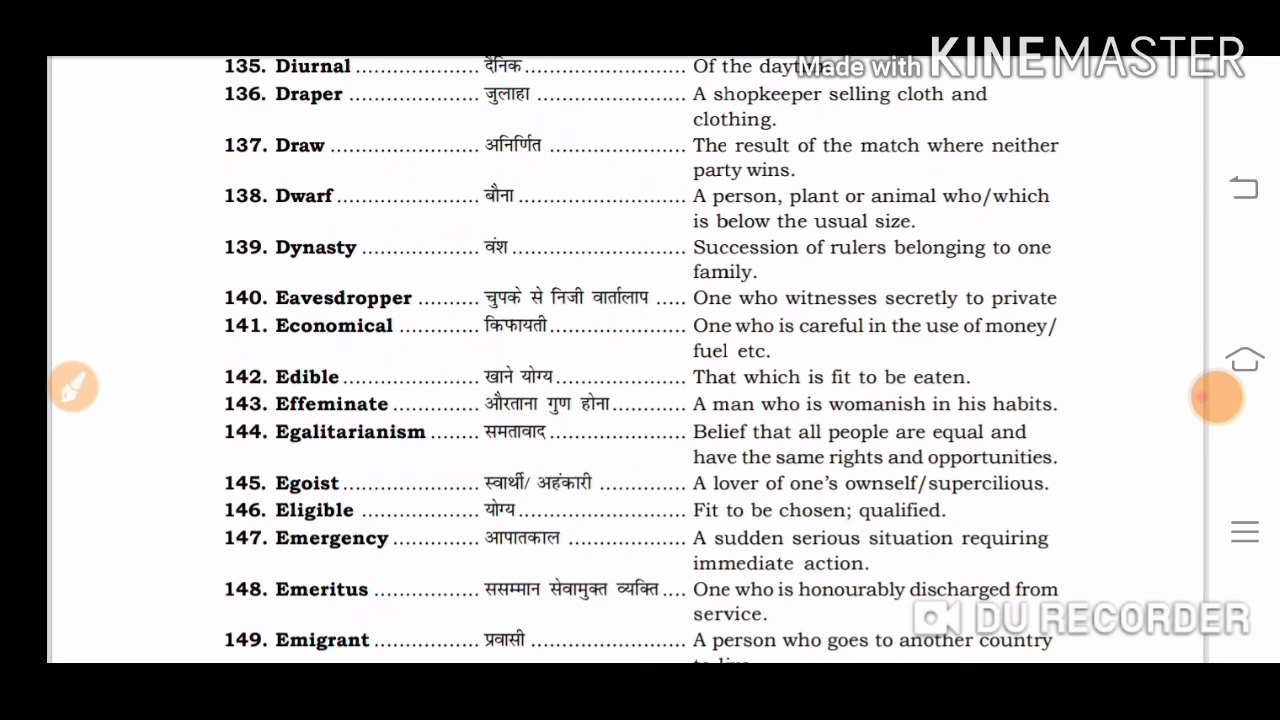 Made with KINEMASTER
135. Diurnal .................... दैनिक.......................... Of the daytime.
136. Draper ..................... जुलाहा ........................ A shopkeeper selling cloth and
clothing.
137. Draw ........................ अनिर्णित ...................... The result of the match where neither
party wins.
138. Dwarf ....................... बौना ........................... A person, plant or animal who/which
is below the usual size.
139. Dynasty ................... वंश ............................ Succession of rulers belonging to one
family.
140. Eavesdropper .......... चुपके से निजी वार्तालाप ..... One who witnesses secretly to private
141. Economical ............. किफायती ...................... One who is careful in the use of money/
fuel etc.
142. Edible ...................... खाने योग्य ..................... That which is fit to be eaten.
143. Effeminate .............. औरताना गुण होना ............ A man who is womanish in his habits.
144. Egalitarianism ........ समतावाद ...................... Belief that all people are equal and
have the same rights and opportunities.
145. Egoist ...................... स्वार्थी/ अहंकारी .............. A lover of one's ownself/supercilious.
146. Eligible .................... योग्य ........................... Fit to be chosen; qualified.
147. Emergency .............. आपातकाल .................... A sudden serious situation requiring
immediate action.
148. Emeritus ................. ससम्मान सेवामुक्त व्यक्ति .... One who is honourably discharged from
service.
DU RECORDER
149. Emigrant ................. प्रवासी ......................... A person who goes to another country